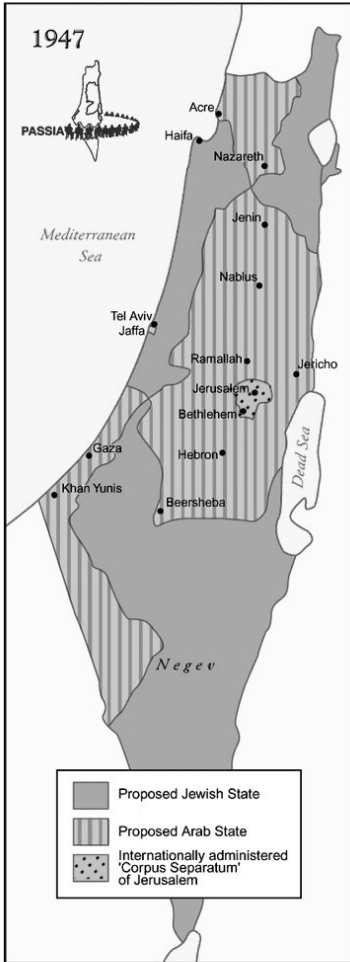 1947
PASSIA
Acre
Haifa
Nazareth
Jenin
Mediterranean
Sea
Nablus
Tel Aviv
Jaffa
Ramallah
Jericho
Jerusalem
Bethlehem
Dead Sea
Gaza
Hebron
Khan Yunis
Beersheba
Negev
Proposed Jewish State
Proposed Arab State
Internationally administered
'Corpus Separatum'
of Jerusalem